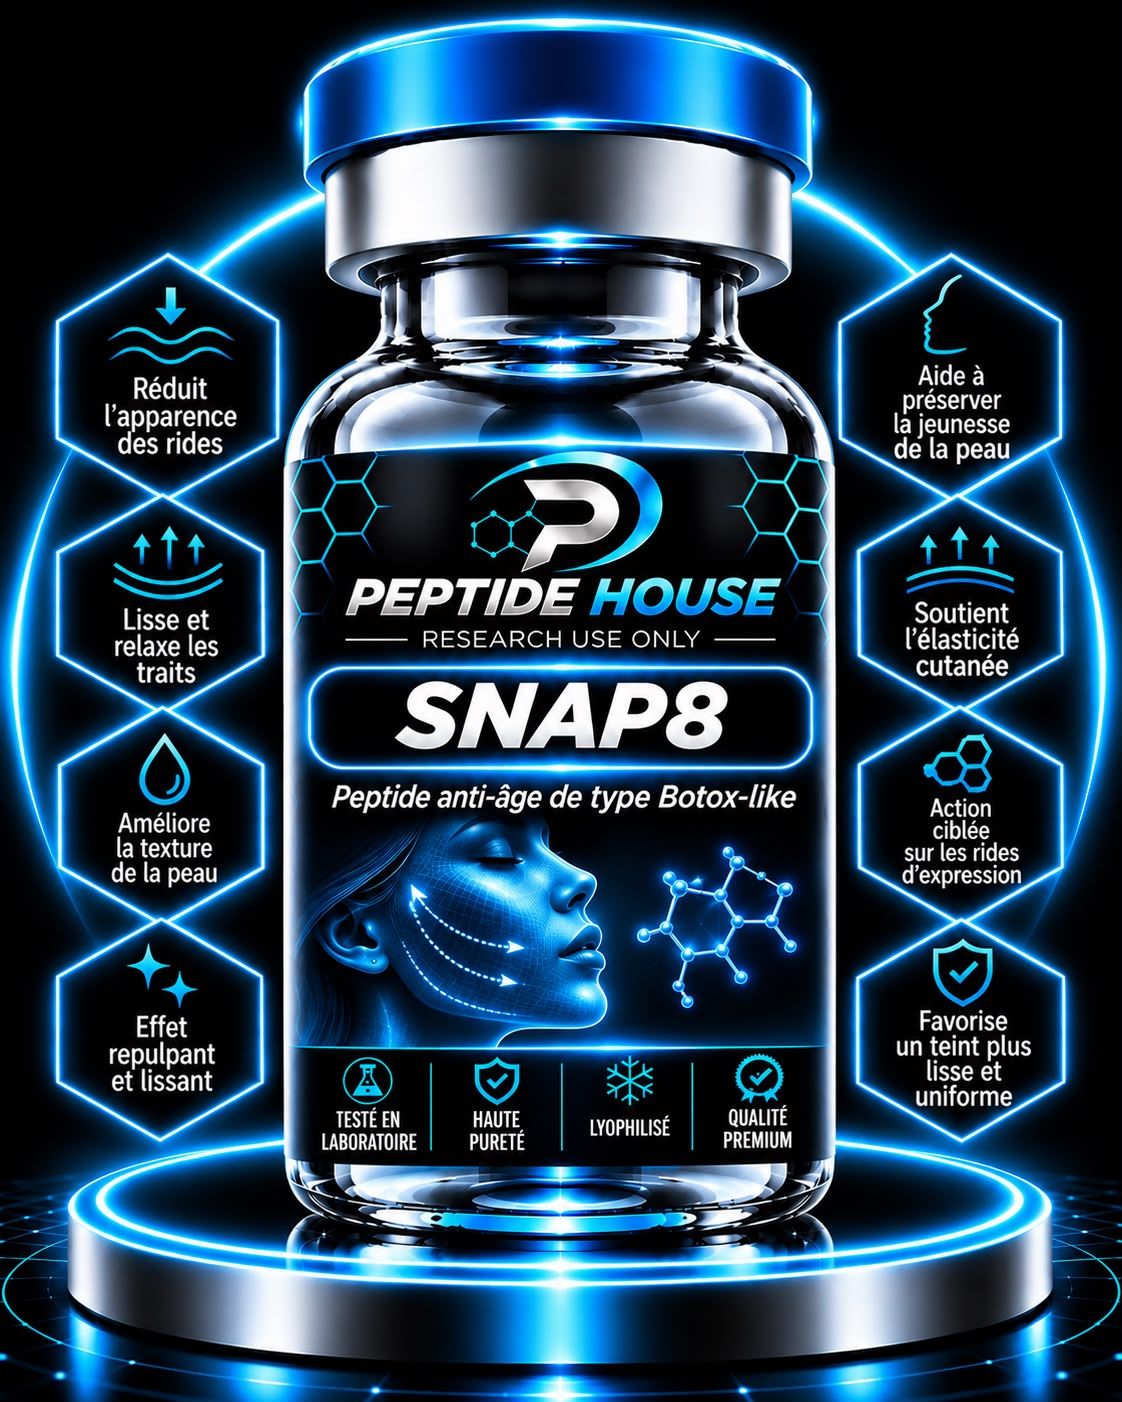 Réduit
l'apparence
des rides
Lisse et
relaxe les
traits
Améliore
la texture
de la peau
Effet
repulpant
et lissant
PEPTIDE HOUSE
RESEARCH USE ONLY
SNAP8
Peptide anti-âge de type Botox-like
TESTÉ EN
LABORATOIRE
HAUTE
PURETÉ
LYOPHILISÉ
QUALITÉ
PREMIUM
Aide à
préserver
la jeunesse
de la peau
Soutient
l'élasticité
cutanée
Action
ciblée
sur les rides
d'expression
Favorise
un teint plus
lisse et
uniforme